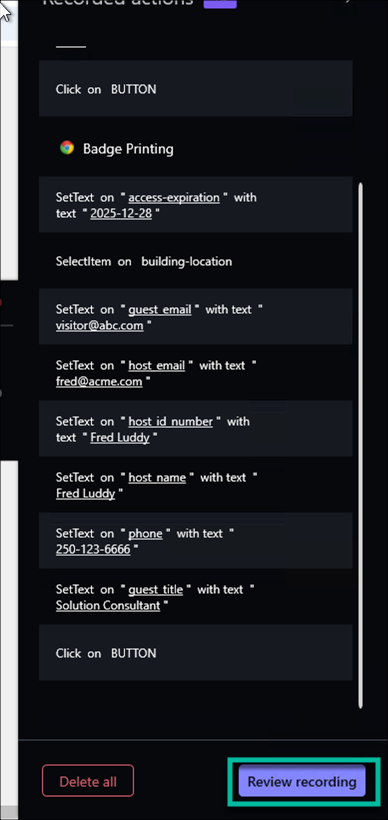 Recorded actions
Click on BUTTON
Badge Printing
SetText on "access-expiration" with
text "2025-12-28"
SelectItem on building-location
SetText on "guest_email" with text "
visitor@abc.com"
SetText on "host_email" with text "
fred@acme.com"
SetText on "host_id_number" with
text "Fred Luddy"
SetText on "host_name" with text "
Fred Luddy"
SetText on "phone" with text "
250-123-6666"
SetText on "guest_title" with text "
Solution Consultant"
Click on BUTTON
Delete all
Review recording